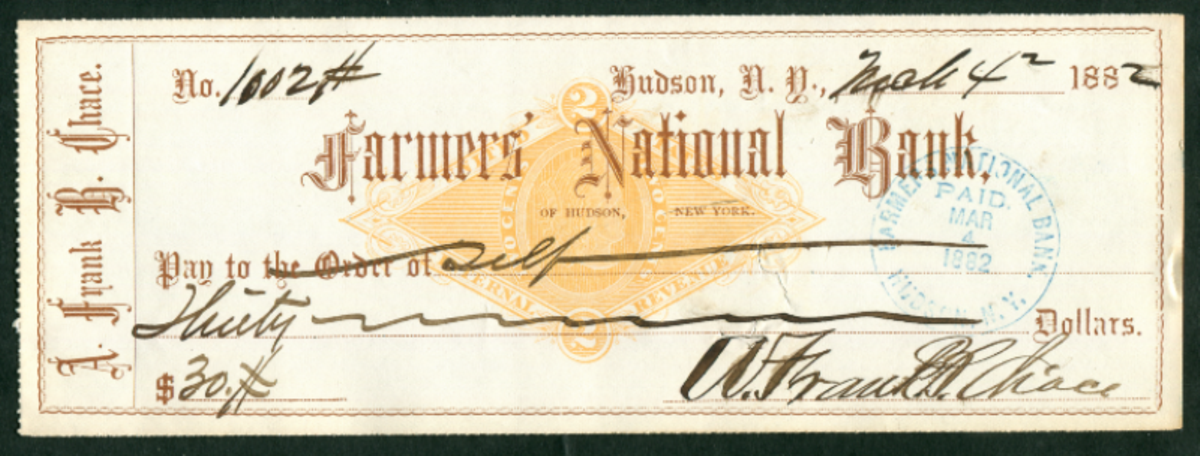 A. Frank B. Chace.
No. 1002 Hudson, N. Y., Mch 4 1882
Farmers' National Bank.
OF HUDSON, NEW YORK.
2
TWO CENTS
INTERNAL REVENUE
2
Pay to the Order of Self
Thirty Dollars.
$ 30.
A. Frank B. Chace
FARMERS NATIONAL BANK.
PAID.
MAR
4
1882
HUDSON, N. Y.